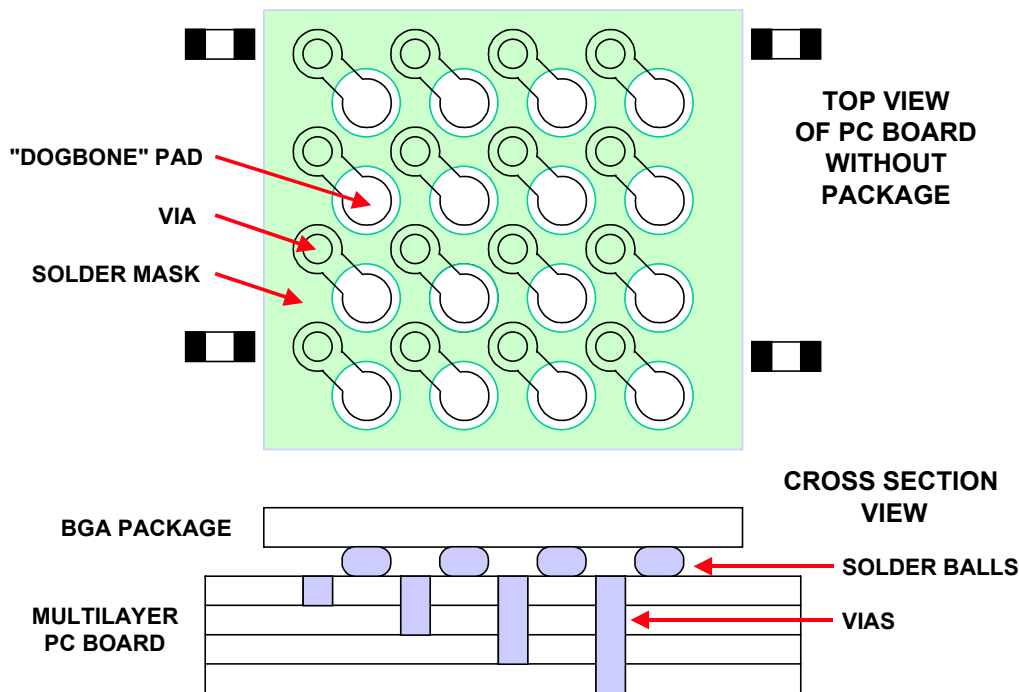 TOP VIEW
OF PC BOARD
WITHOUT
PACKAGE
"DOGBONE" PAD
VIA
SOLDER MASK
CROSS SECTION
VIEW
BGA PACKAGE
SOLDER BALLS
MULTILAYER
PC BOARD
VIAS